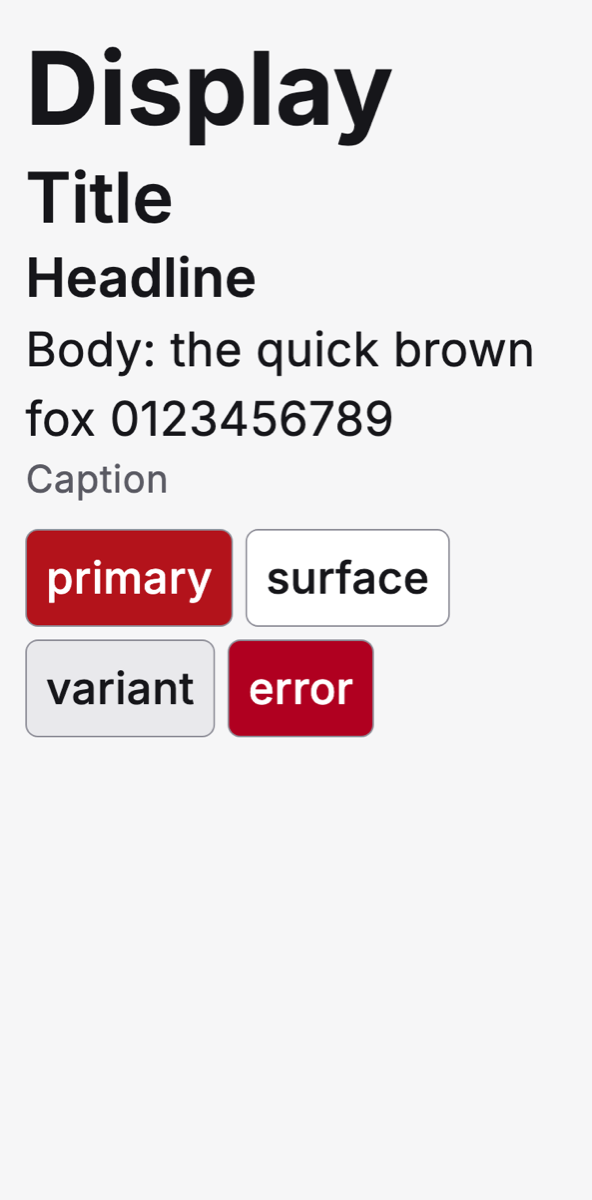 Display
Title
Headline
Body: the quick brown
fox 0123456789
Caption
primary surface
variant error